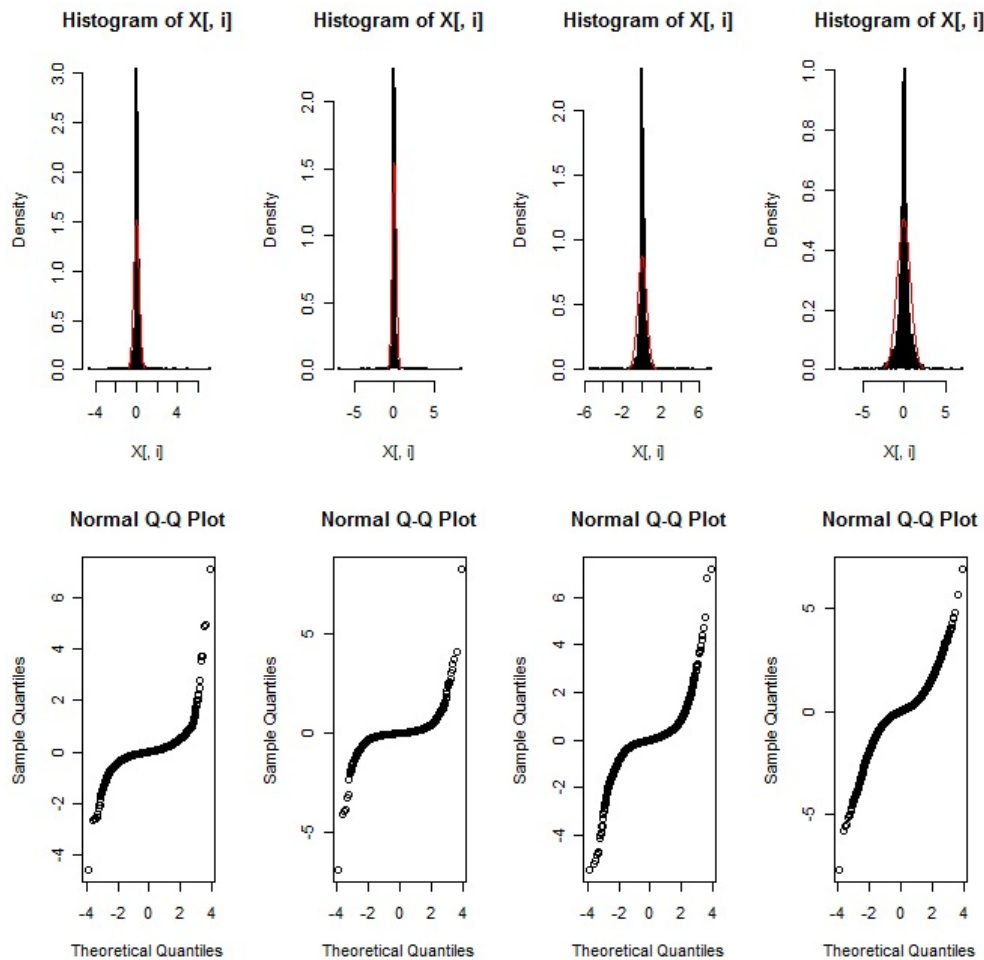 Histogram of X[, i]
Histogram of X[, i]
Histogram of X[, i]
Histogram of X[, i]
Density
0.0 0.5 1.0 1.5 2.0 2.5 3.0
-4 0 4
X[, i]
Density
0.0 0.5 1.0 1.5 2.0
-5 0 5
X[, i]
Density
0.0 0.5 1.0 1.5 2.0
-6 -2 2 6
X[, i]
Density
0.0 0.2 0.4 0.6 0.8 1.0
-5 0 5
X[, i]
Normal Q-Q Plot
Normal Q-Q Plot
Normal Q-Q Plot
Normal Q-Q Plot
Sample Quantiles
-4 -2 0 2 4 6
-4 -2 0 2 4
Theoretical Quantiles
Sample Quantiles
-5 0 5
-4 -2 0 2 4
Theoretical Quantiles
Sample Quantiles
-4 -2 0 2 4 6
-4 -2 0 2 4
Theoretical Quantiles
Sample Quantiles
-5 0 5
-4 -2 0 2 4
Theoretical Quantiles